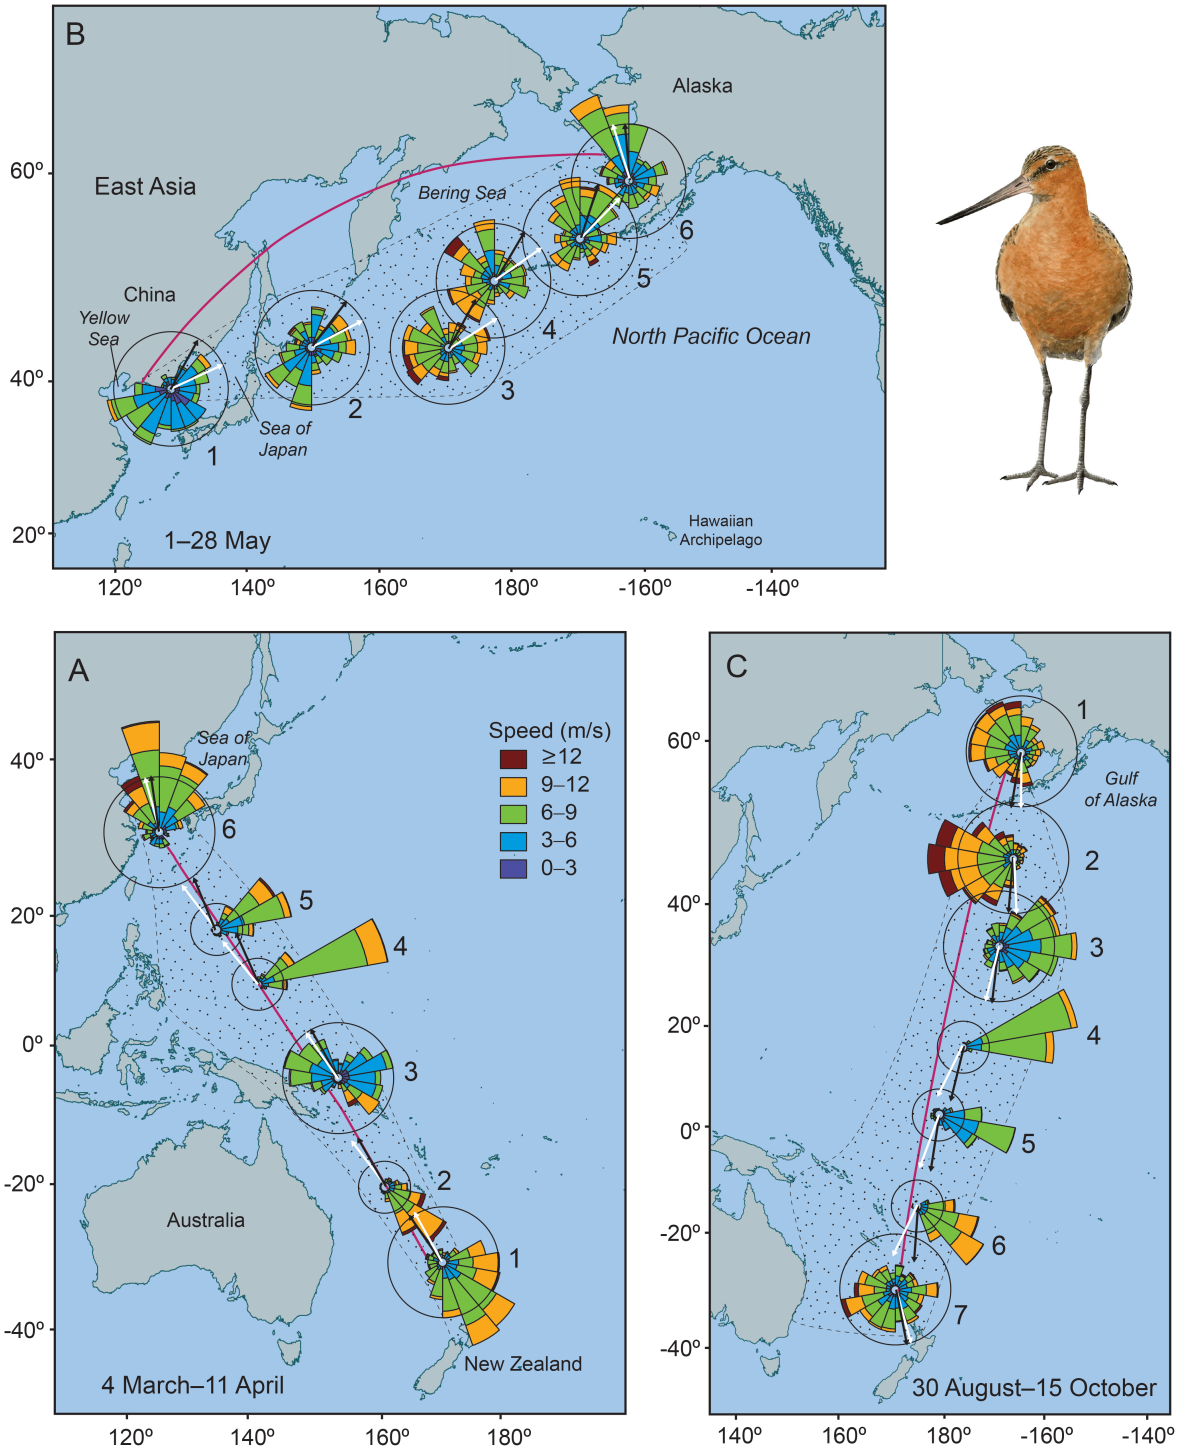 B
Alaska
60º
East Asia
Bering Sea
6
5
China
Yellow
Sea
4
North Pacific Ocean
40º
3
2
Sea of
Japan
1
Hawaiian
Archipelago
20º
1–28 May
120º
140º
160º
180º
-160º
-140º
A
Sea of
Japan
Speed (m/s)
≥12
9–12
6–9
3–6
0–3
40º
6
5
20º
4
0º
3
2
-20º
Australia
1
-40º
New Zealand
4 March–11 April
120º
140º
160º
180º
C
1
60º
Gulf
of Alaska
2
40º
3
20º
4
0º
5
-20º
6
7
-40º
30 August–15 October
140º
160º
180º
-160º
-140º